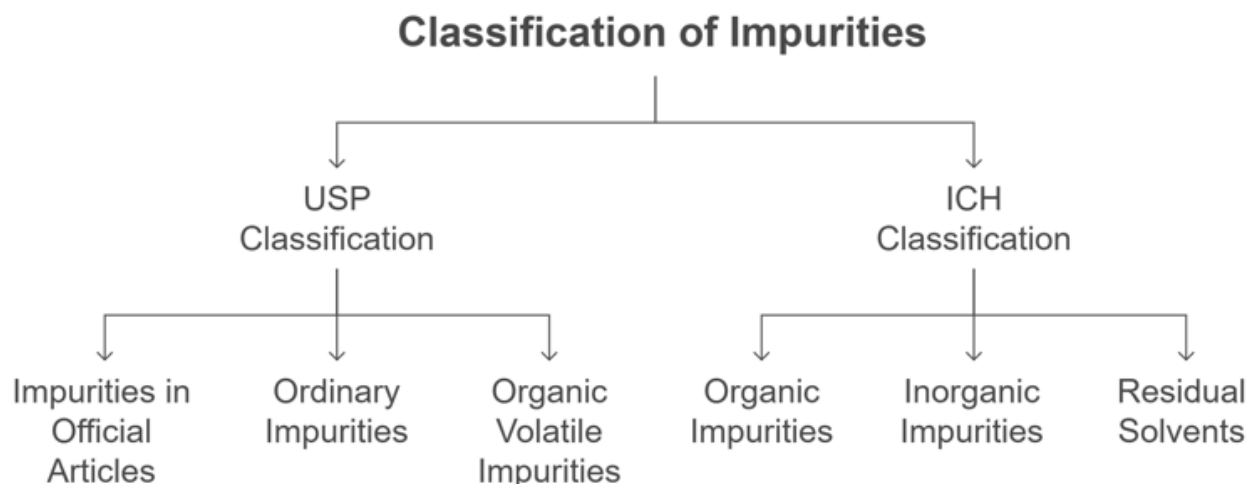 Classification of Impurities
USP
Classification
ICH
Classification
Impurities in
Official
Articles
Ordinary
Impurities
Organic
Volatile
Impurities
Organic
Impurities
Inorganic
Impurities
Residual
Solvents